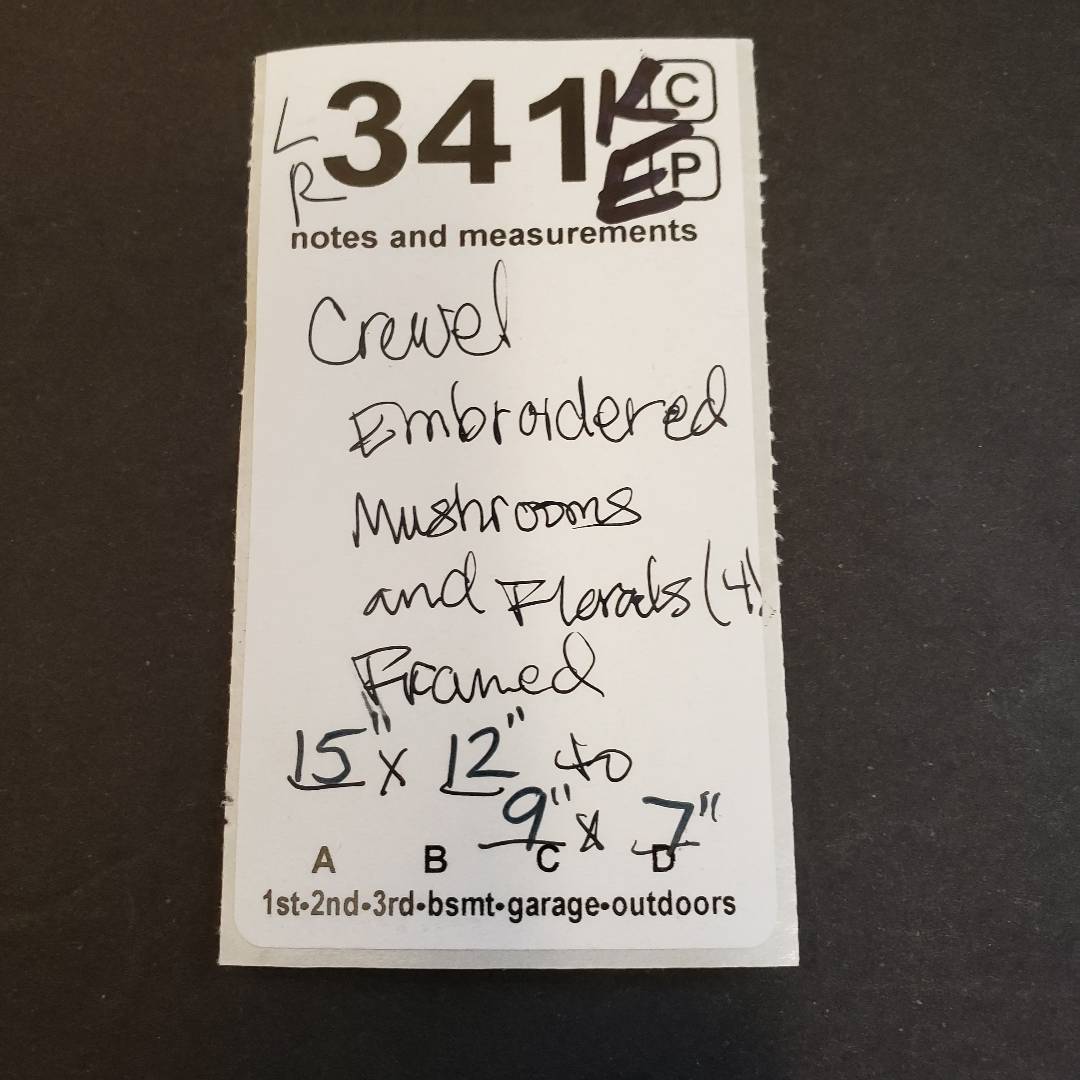 L 341 K C
R E P
notes and measurements
Crewel
Embroidered
Mushrooms
and Florals (4)
Framed
15" x 12" to
9" x 7"
A B C D
1st•2nd•3rd•bsmt•garage•outdoors